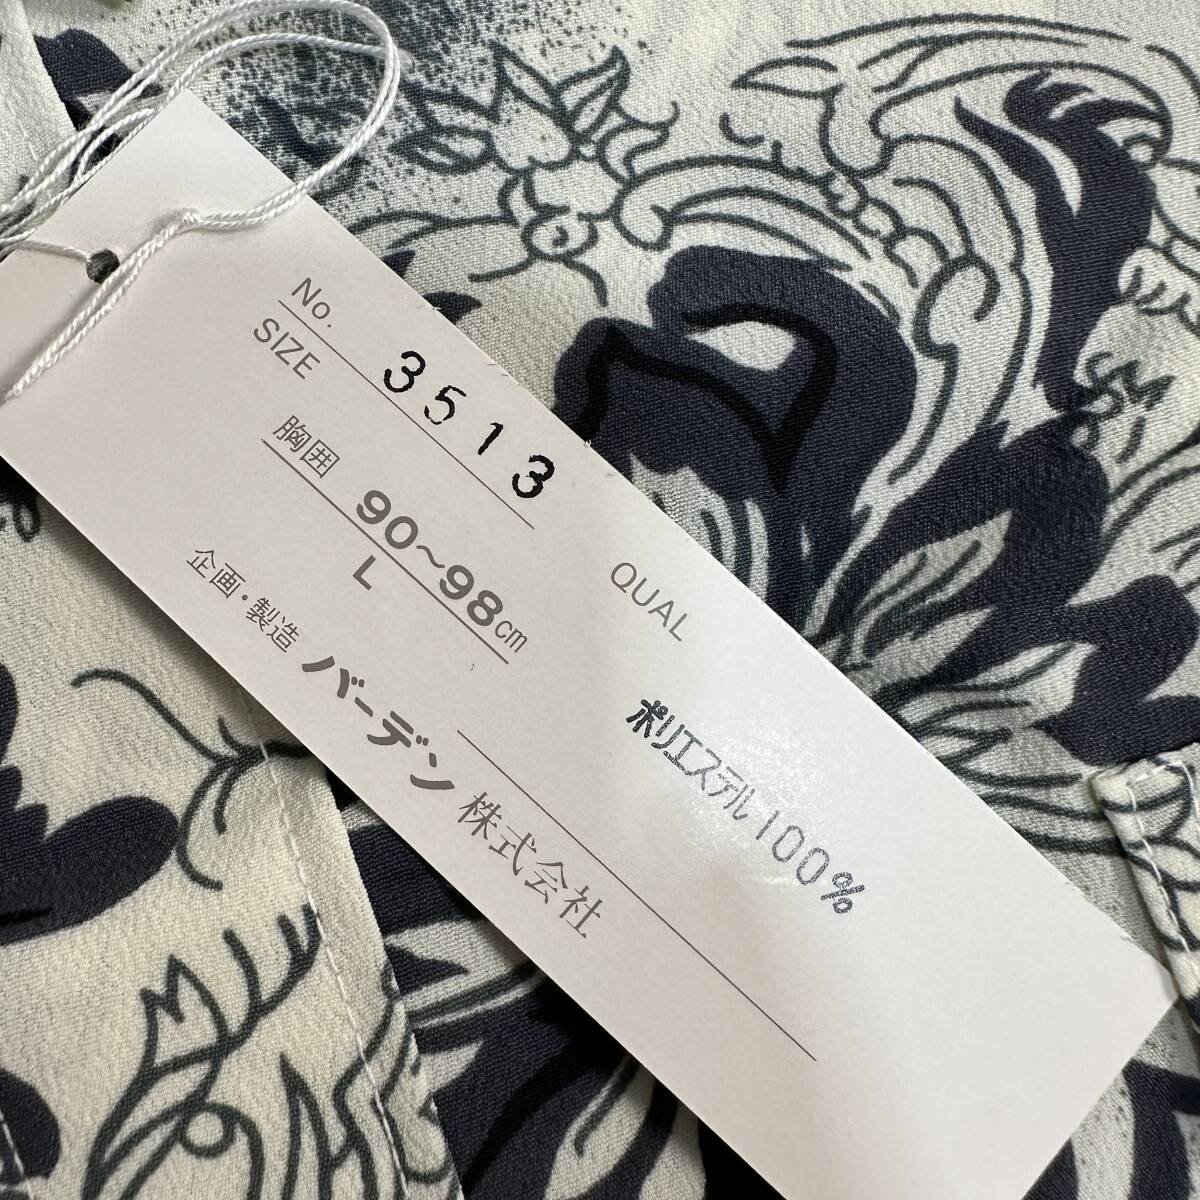 No. 3513
SIZE
胸囲 90〜98cm
L
企画・製造 バーデン株式会社
QUAL
ポリエステル100%